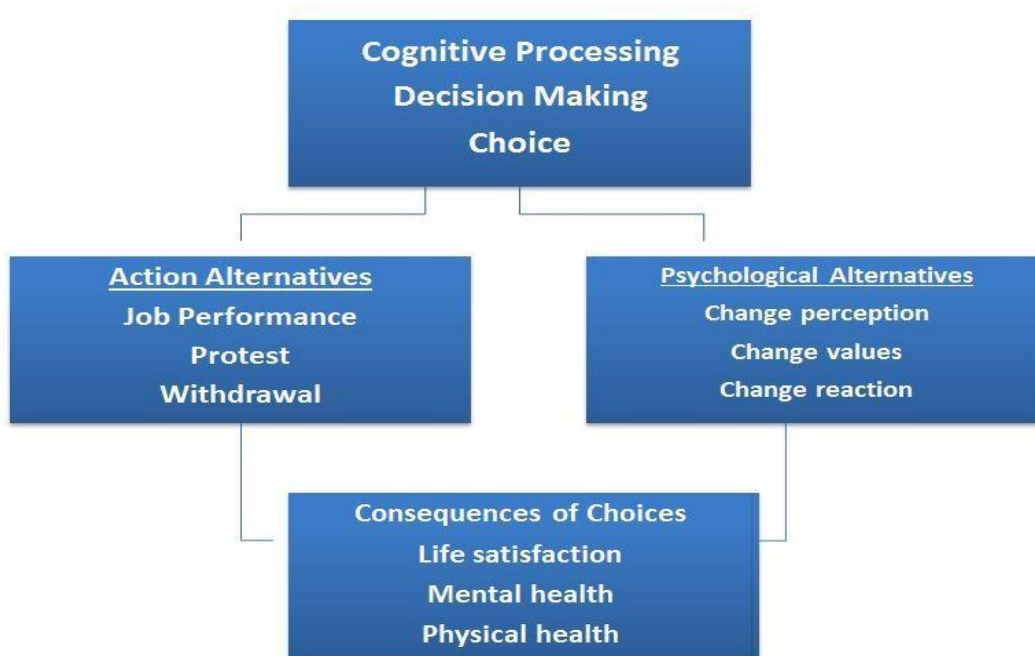 Cognitive Processing
Decision Making
Choice
Action Alternatives
Job Performance
Protest
Withdrawal
Psychological Alternatives
Change perception
Change values
Change reaction
Consequences of Choices
Life satisfaction
Mental health
Physical health